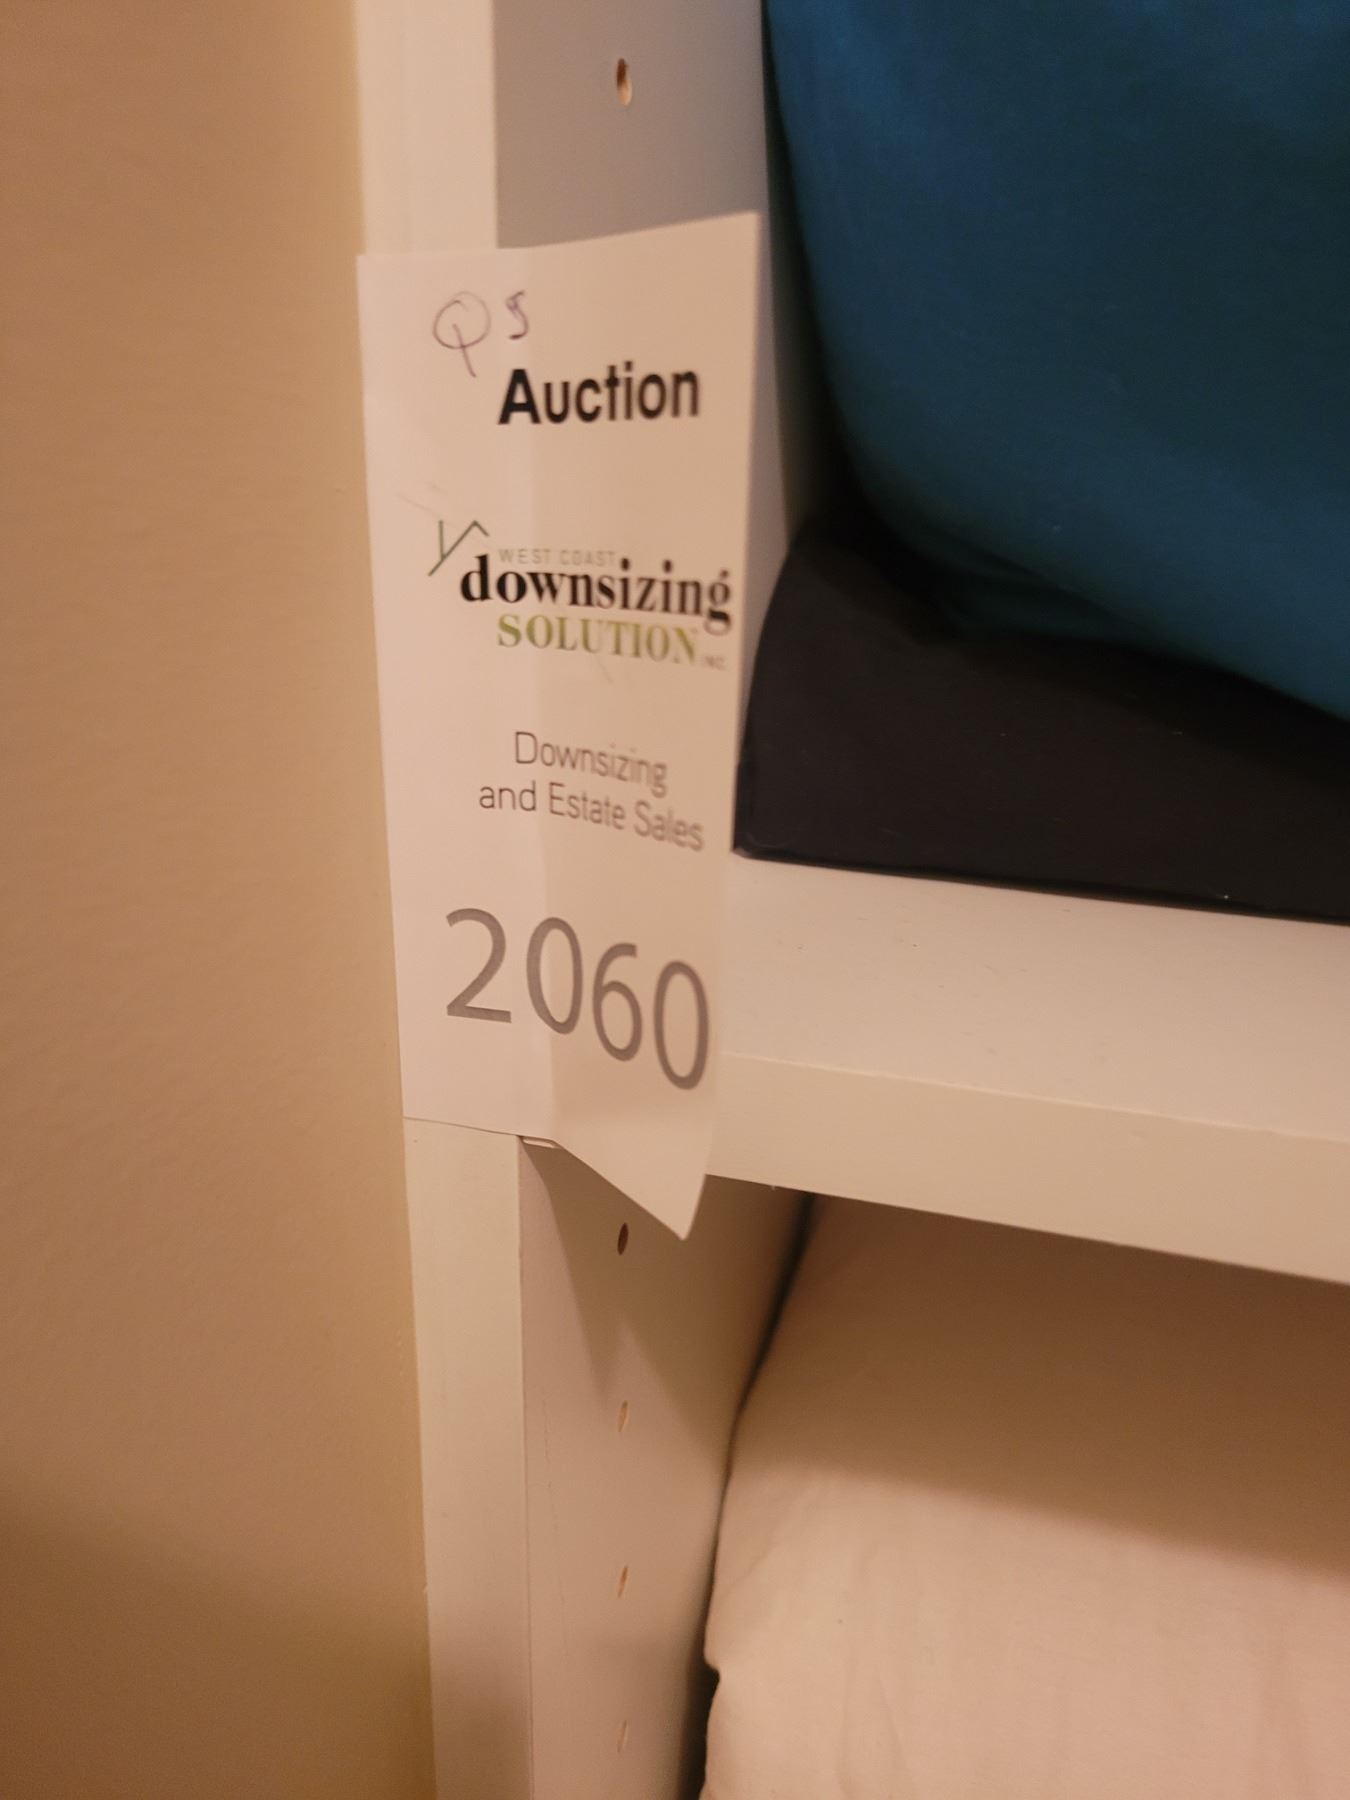 Q5
Auction
WEST COAST
downsizing
SOLUTION INC.
Downsizing
and Estate Sales
2060